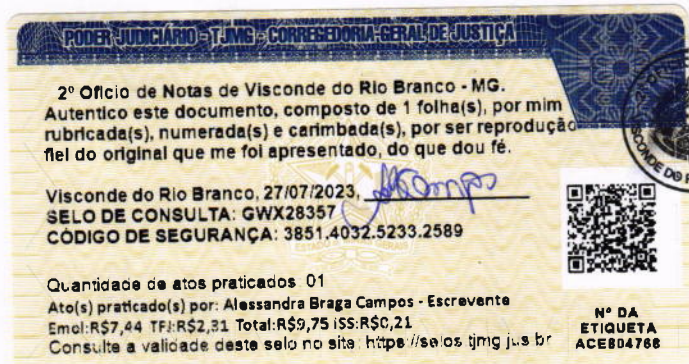 PODER JUDICIÁRIO - TJMG - CORREGEDORIA-GERAL DE JUSTIÇA
2º Ofício de Notas de Visconde do Rio Branco - MG.
Autentico este documento, composto de 1 folha(s), por mim
rubricada(s), numerada(s) e carimbada(s), por ser reprodução
fiel do original que me foi apresentado, do que dou fé.
Visconde do Rio Branco, 27/07/2023,
SELO DE CONSULTA: GWX28357
CÓDIGO DE SEGURANÇA: 3851.4032.5233.2589
Quantidade de atos praticados: 01
Ato(s) praticado(s) por: Alessandra Braga Campos - Escrevente
Emol:R$7,44 TFJ:R$2,31 Total:R$9,75 ISS:R$0,21
Consulte a validade deste selo no site: https://selos.tjmg.jus.br
Nº DA
ETIQUETA
ACE804768